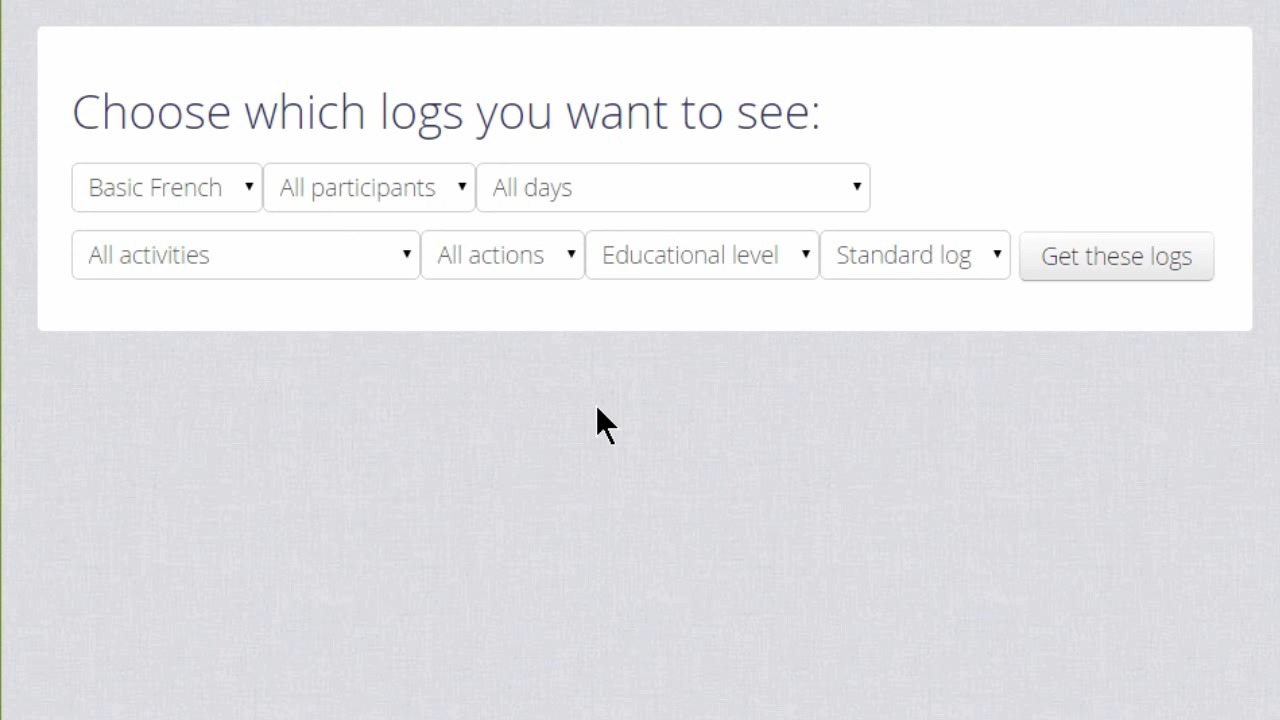 Choose which logs you want to see:
Basic French All participants All days
All activities All actions Educational level Standard log Get these logs